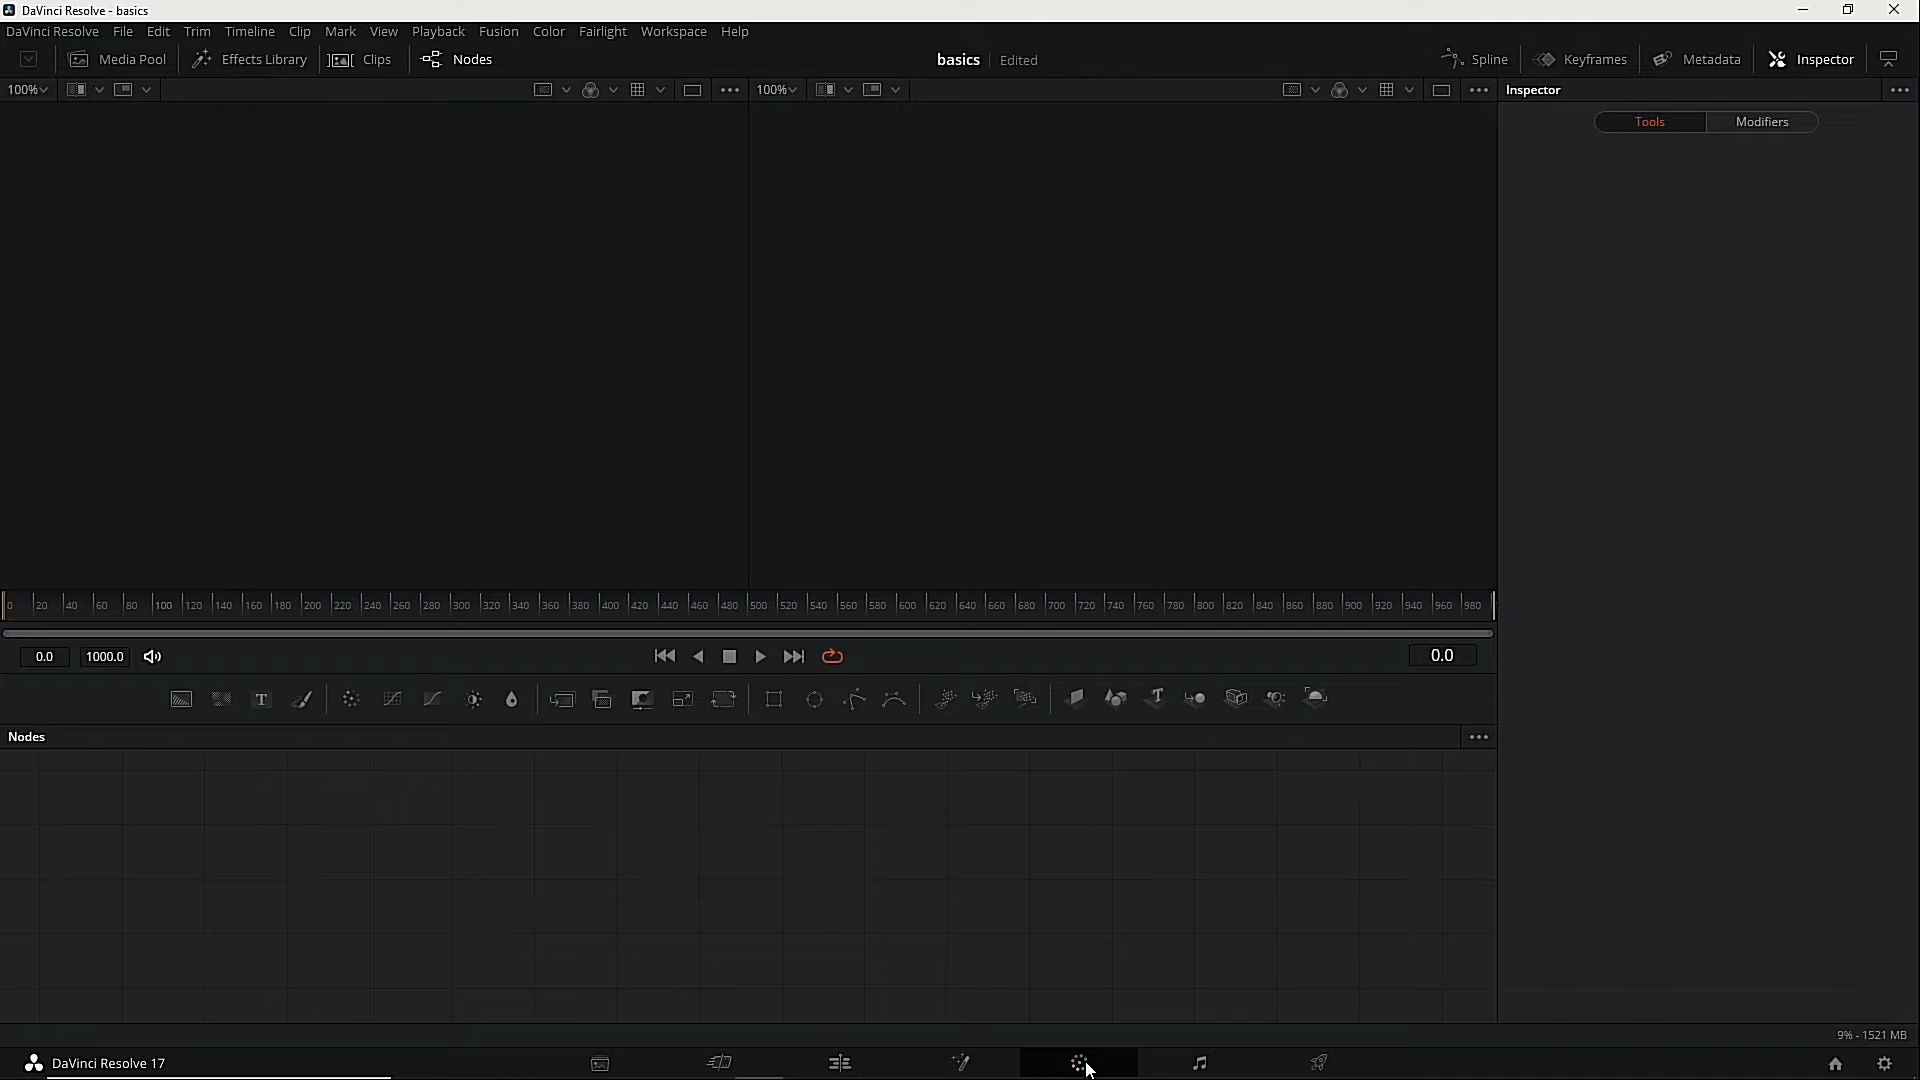 DaVinci Resolve - basics
DaVinci Resolve File Edit Trim Timeline Clip Mark View Playback Fusion Color Fairlight Workspace Help
Media Pool Effects Library Clips Nodes basics Edited Spline Keyframes Metadata Inspector
100% 100% Inspector
Tools Modifiers
0 20 40 60 80 100 120 140 160 180 200 220 240 260 280 300 320 340 360 380 400 420 440 460 480 500 520 540 560 580 600 620 640 660 680 700 720 740 760 780 800 820 840 860 880 900 920 940 960 980
0.0 1000.0 0.0
T T
Nodes
9% - 1521 MB
DaVinci Resolve 17